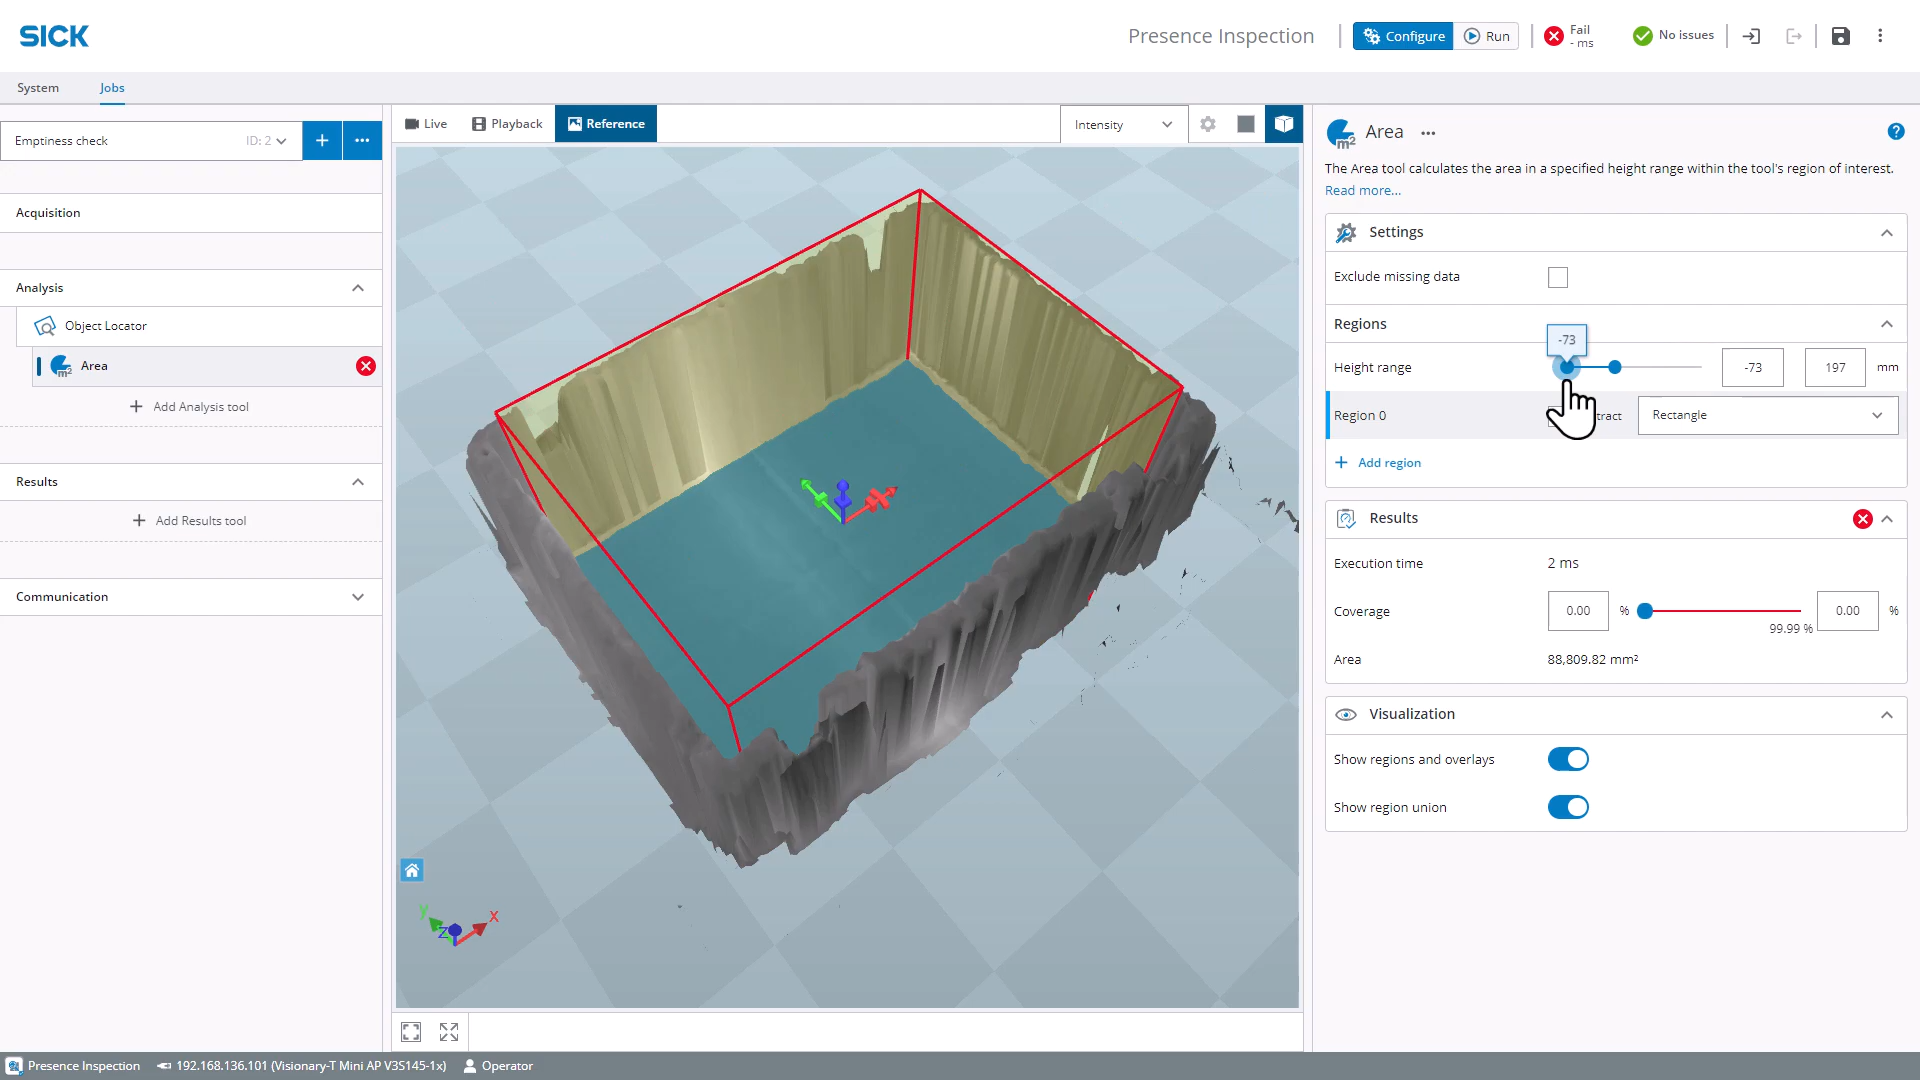 SICK
Presence Inspection
Configure
Run
Fail
- ms
No issues
System
Jobs
Emptiness check
ID: 2
Live
Playback
Reference
Intensity
Area
The Area tool calculates the area in a specified height range within the tool's region of interest.
Read more...
Acquisition
Settings
Exclude missing data
Analysis
Object Locator
Area
Add Analysis tool
Regions
-73
Height range
-73
197
mm
Region 0
tract
Rectangle
Add region
Results
Add Results tool
Results
Execution time
2 ms
Coverage
0.00
%
99.99 %
0.00
%
Area
88,809.82 mm²
Communication
Visualization
Show regions and overlays
Show region union
Y
X
Z
Presence Inspection
192.168.136.101 (Visionary-T Mini AP V3S145-1x)
Operator